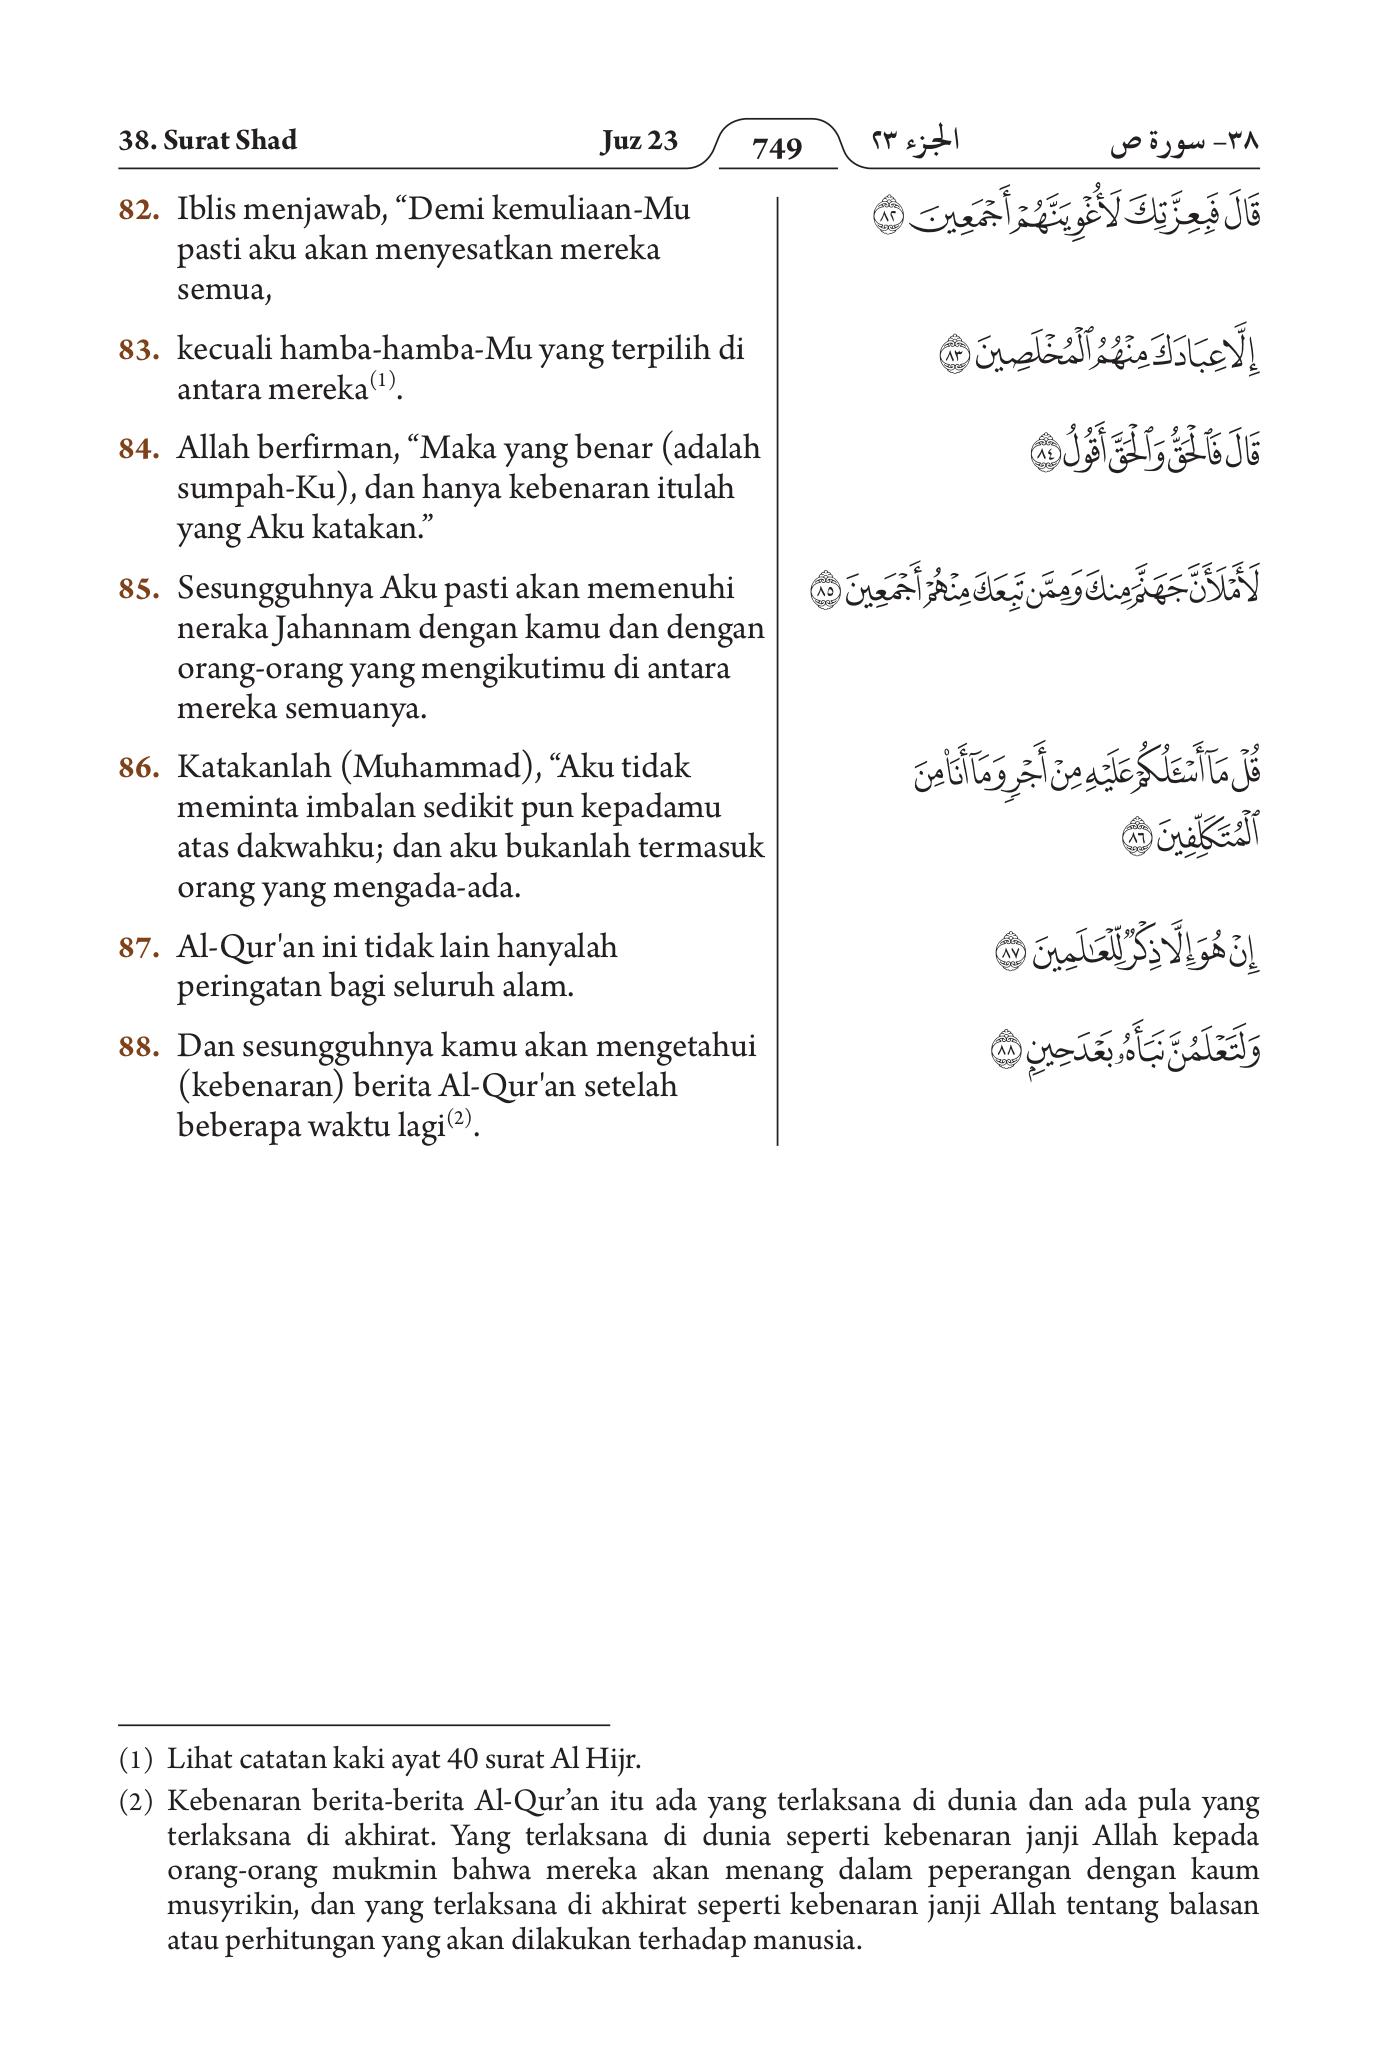 38. Surat Shad Juz 23 749 الجزء ٢٣ ٣٨- سورة ص
82. Iblis menjawab, “Demi kemuliaan-Mu
pasti aku akan menyesatkan mereka
semua,
قَالَ فَبِعِزَّتِكَ لَأُغْوِيَنَّهُمْ أَجْمَعِينَ ٨٢
83. kecuali hamba-hamba-Mu yang terpilih di
antara mereka(1).
إِلَّا عِبَادَكَ مِنْهُمُ ٱلْمُخْلَصِينَ ٨٣
84. Allah berfirman, “Maka yang benar (adalah
sumpah-Ku), dan hanya kebenaran itulah
yang Aku katakan.”
قَالَ فَٱلْحَقُّ وَٱلْحَقَّ أَقُولُ ٨٤
85. Sesungguhnya Aku pasti akan memenuhi
neraka Jahannam dengan kamu dan dengan
orang-orang yang mengikutimu di antara
mereka semuanya.
لَأَمْلَأَنَّ جَهَنَّمَ مِنكَ وَمِمَّن تَبِعَكَ مِنْهُمْ أَجْمَعِينَ ٨٥
86. Katakanlah (Muhammad), “Aku tidak
meminta imbalan sedikit pun kepadamu
atas dakwahku; dan aku bukanlah termasuk
orang yang mengada-ada.
قُلْ مَآ أَسْـَٔلُكُمْ عَلَيْهِ مِنْ أَجْرٍ وَمَآ أَنَا۠ مِنَ
ٱلْمُتَكَلِّفِينَ ٨٦
87. Al-Qur'an ini tidak lain hanyalah
peringatan bagi seluruh alam.
إِنْ هُوَ إِلَّا ذِكْرٌ لِّلْعَـٰلَمِينَ ٨٧
88. Dan sesungguhnya kamu akan mengetahui
(kebenaran) berita Al-Qur'an setelah
beberapa waktu lagi(2).
وَلَتَعْلَمُنَّ نَبَأَهُۥ بَعْدَ حِينٍۭ ٨٨
(1) Lihat catatan kaki ayat 40 surat Al Hijr.
(2) Kebenaran berita-berita Al-Qur’an itu ada yang terlaksana di dunia dan ada pula yang
terlaksana di akhirat. Yang terlaksana di dunia seperti kebenaran janji Allah kepada
orang-orang mukmin bahwa mereka akan menang dalam peperangan dengan kaum
musyrikin, dan yang terlaksana di akhirat seperti kebenaran janji Allah tentang balasan
atau perhitungan yang akan dilakukan terhadap manusia.